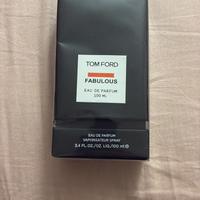 TOM FORD
FABULOUS
EAU DE PARFUM
100 ML
EAU DE PARFUM
VAPORISATEUR SPRAY
3.4 FL.OZ./OZ. LIQ./100 ML ℮